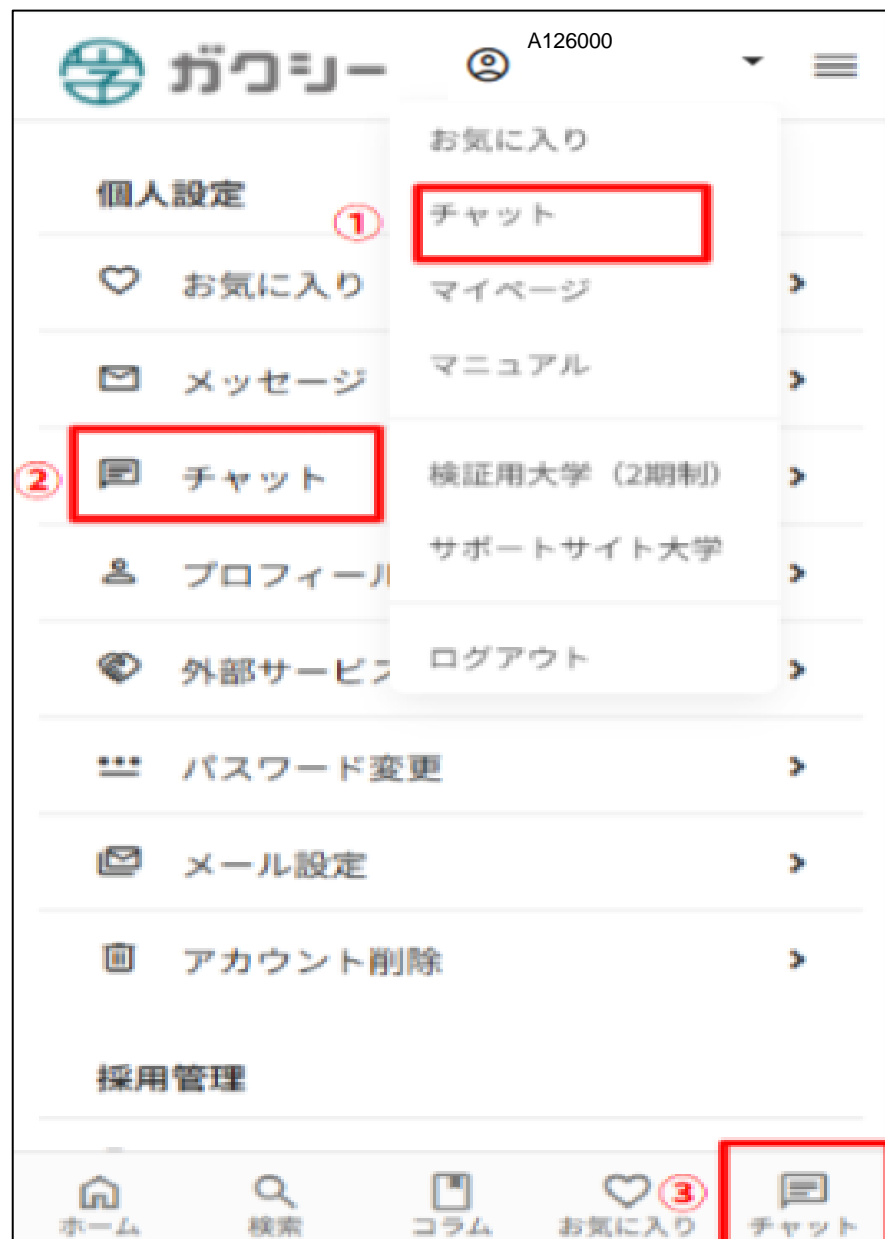 ガクシー
A126000
お気に入り
チャット
マイページ
マニュアル
検証用大学（2期制）
サポートサイト大学
ログアウト
個人設定
①
お気に入り
メッセージ
②
チャット
プロフィール
外部サービス
パスワード変更
メール設定
アカウント削除
採用管理
ホーム
検索
コラム
お気に入り
③
チャット